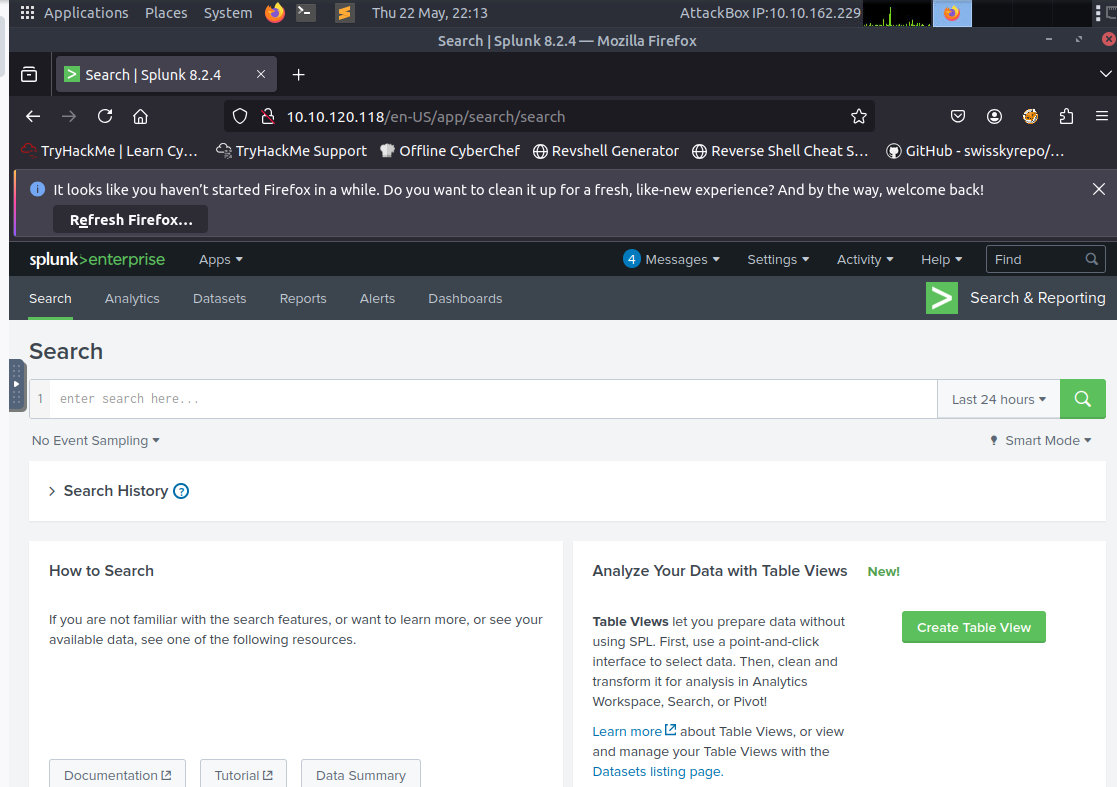 Applications Places System Thu 22 May, 22:13 AttackBox IP:10.10.162.229
Search | Splunk 8.2.4 — Mozilla Firefox
Search | Splunk 8.2.4
10.10.120.118/en-US/app/search/search
TryHackMe | Learn Cy... TryHackMe Support Offline CyberChef Revshell Generator Reverse Shell Cheat S... GitHub - swisskyrepo/...
It looks like you haven't started Firefox in a while. Do you want to clean it up for a fresh, like-new experience? And by the way, welcome back!
Refresh Firefox...
splunk>enterprise Apps 4 Messages Settings Activity Help Find
Search Analytics Datasets Reports Alerts Dashboards > Search & Reporting
Search
1 enter search here... Last 24 hours
No Event Sampling Smart Mode
> Search History ?
How to Search
If you are not familiar with the search features, or want to learn more, or see your
available data, see one of the following resources.
Documentation Tutorial Data Summary
Analyze Your Data with Table Views New!
Table Views let you prepare data without
using SPL. First, use a point-and-click
interface to select data. Then, clean and
transform it for analysis in Analytics
Workspace, Search, or Pivot!
Create Table View
Learn more about Table Views, or view
and manage your Table Views with the
Datasets listing page.